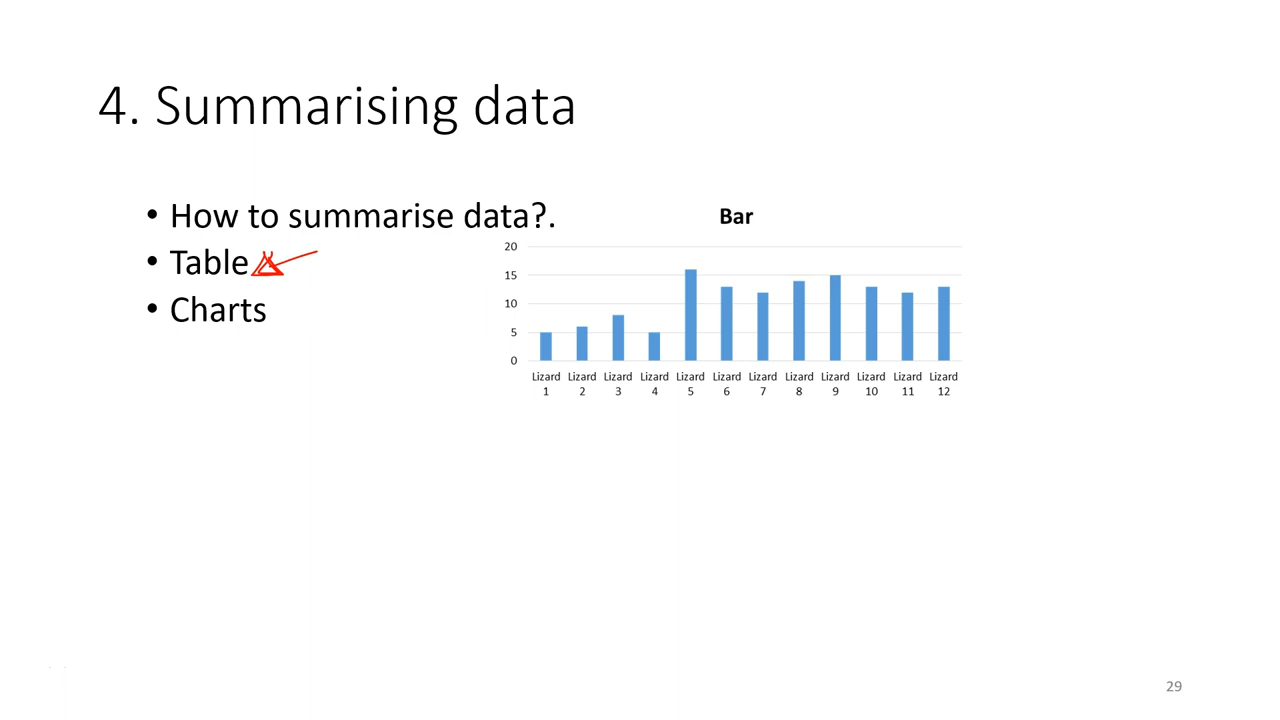 4. Summarising data
• How to summarise data?.
• Table
• Charts
Bar
20
15
10
5
0
Lizard Lizard Lizard Lizard Lizard Lizard Lizard Lizard Lizard Lizard Lizard Lizard
1 2 3 4 5 6 7 8 9 10 11 12
29